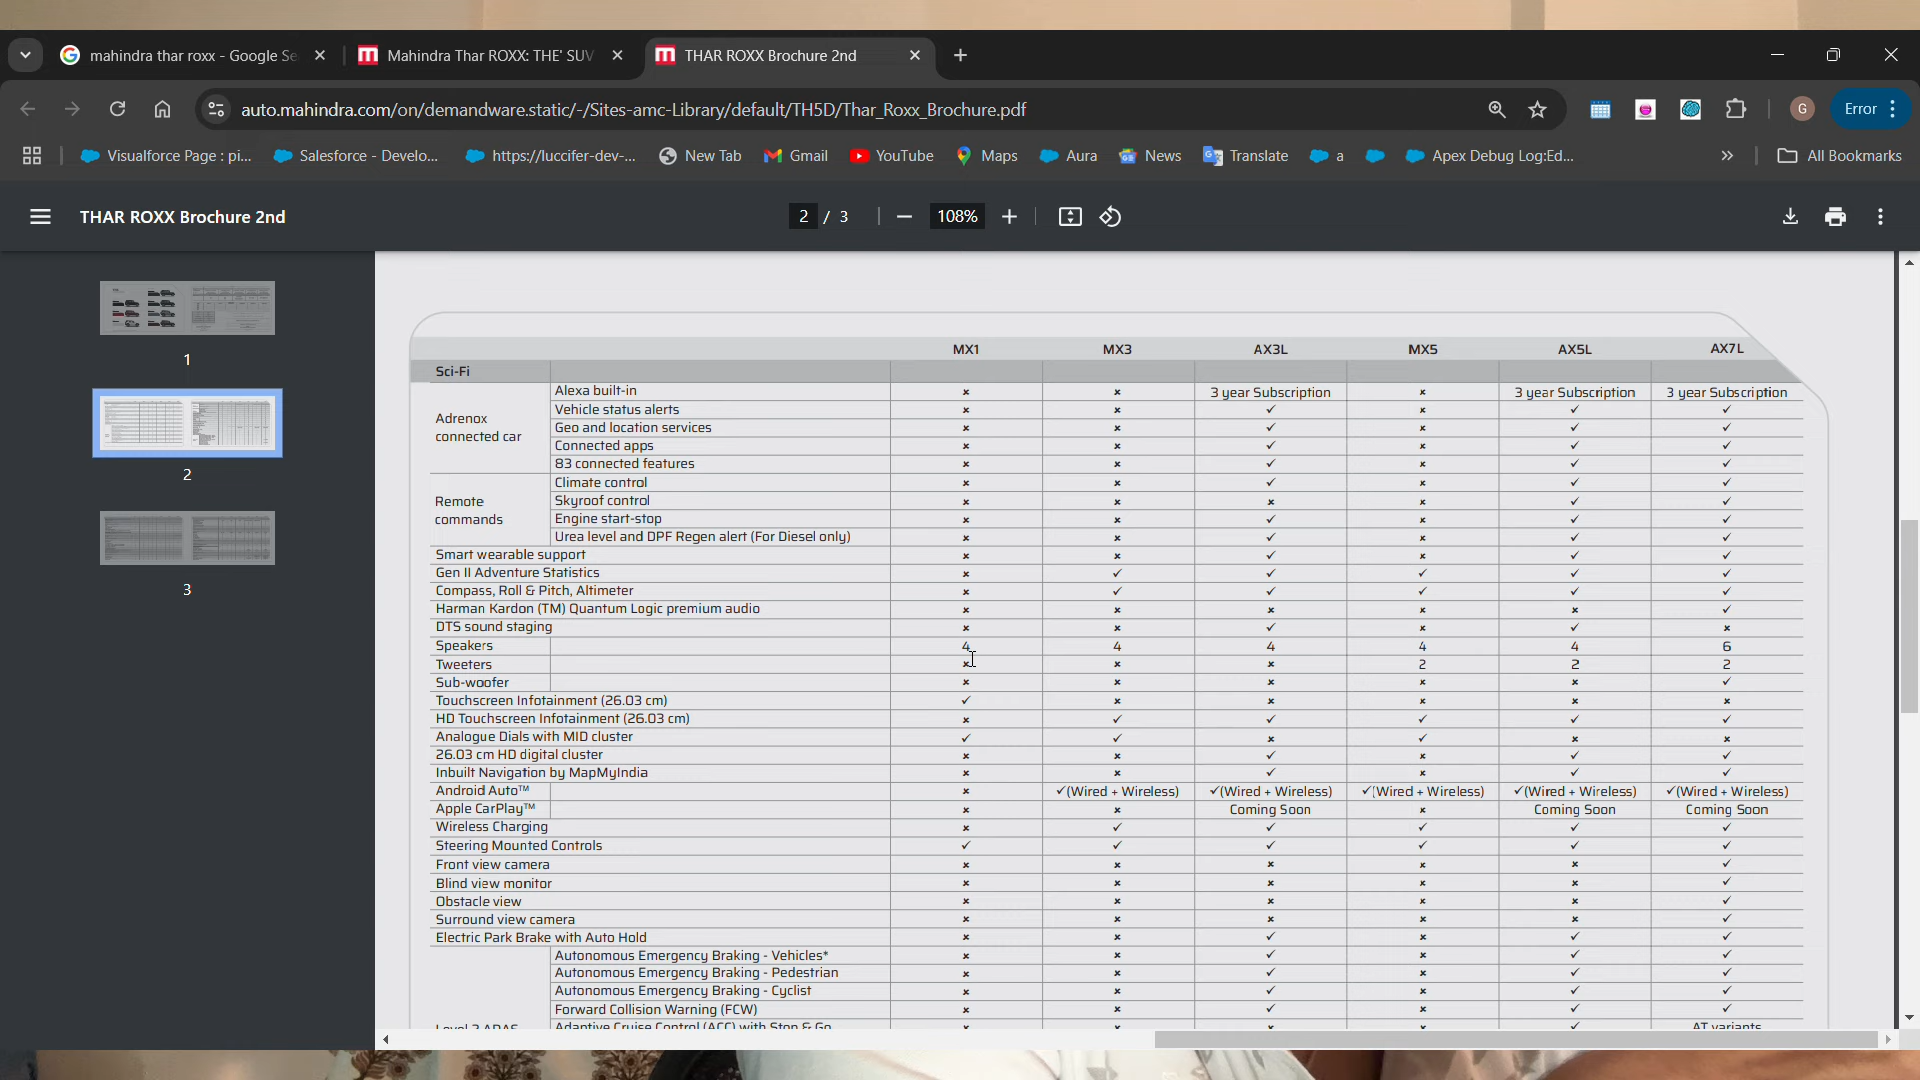 mahindra thar roxx - Google Se
Mahindra Thar ROXX: THE' SUV
THAR ROXX Brochure 2nd
auto.mahindra.com/on/demandware.static/-/Sites-amc-Library/default/TH5D/Thar_Roxx_Brochure.pdf
G
Error
Visualforce Page : pi...
Salesforce - Develo...
https://luccifer-dev-...
New Tab
Gmail
YouTube
Maps
Aura
News
Translate
a
Apex Debug Log:Ed...
»
All Bookmarks
THAR ROXX Brochure 2nd
2 / 3
108%
1
2
3
MX1 MX3 AX3L MX5 AX5L AX7L
Sci-Fi
Adrenox connected car
Alexa built-in × × 3 year Subscription × 3 year Subscription 3 year Subscription
Vehicle status alerts × × ✓ × ✓ ✓
Geo and location services × × ✓ × ✓ ✓
Connected apps × × ✓ × ✓ ✓
83 connected features × × ✓ × ✓ ✓
Remote commands
Climate control × × ✓ × ✓ ✓
Skyroof control × × × × ✓ ✓
Engine start-stop × × ✓ × ✓ ✓
Urea level and DPF Regen alert (For Diesel only) × × ✓ × ✓ ✓
Smart wearable support × × ✓ × ✓ ✓
Gen II Adventure Statistics × ✓ ✓ ✓ ✓ ✓
Compass, Roll & Pitch, Altimeter × ✓ ✓ ✓ ✓ ✓
Harman Kardon (TM) Quantum Logic premium audio × × × × × ✓
DTS sound staging × × ✓ × ✓ ×
Speakers 4 4 4 4 4 6
Tweeters × × × 2 2 2
Sub-woofer × × × × × ✓
Touchscreen Infotainment (26.03 cm) ✓ × × × × ×
HD Touchscreen Infotainment (26.03 cm) × ✓ ✓ ✓ ✓ ✓
Analogue Dials with MID cluster ✓ ✓ × ✓ × ×
26.03 cm HD digital cluster × × ✓ × ✓ ✓
Inbuilt Navigation by MapMyIndia × × ✓ × ✓ ✓
Android Auto™ × ✓(Wired + Wireless) ✓(Wired + Wireless) ✓(Wired + Wireless) ✓(Wired + Wireless) ✓(Wired + Wireless)
Apple CarPlay™ × × Coming Soon × Coming Soon Coming Soon
Wireless Charging × ✓ ✓ ✓ ✓ ✓
Steering Mounted Controls ✓ ✓ ✓ ✓ ✓ ✓
Front view camera × × × × × ✓
Blind view monitor × × × × × ✓
Obstacle view × × × × × ✓
Surround view camera × × × × × ✓
Electric Park Brake with Auto Hold × × ✓ × ✓ ✓
Autonomous Emergency Braking - Vehicles* × × ✓ × ✓ ✓
Autonomous Emergency Braking - Pedestrian × × ✓ × ✓ ✓
Autonomous Emergency Braking - Cyclist × × ✓ × ✓ ✓
Forward Collision Warning (FCW) × × ✓ × ✓ ✓
Level 2 ADAS
Adaptive Cruise Control (ACC) with Stop & Go × × × × ✓ AT variants